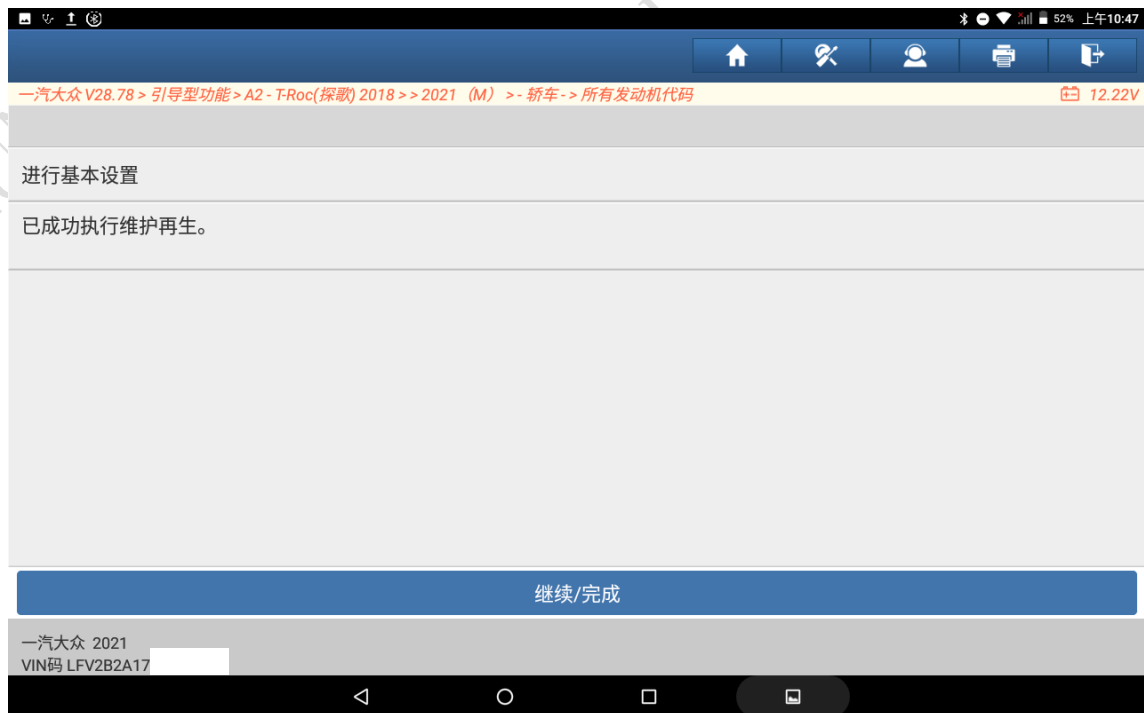 52% 上午10:47
一汽大众 V28.78 > 引导型功能 > A2 - T-Roc(探歌) 2018 > > 2021 （M） > - 轿车 - > 所有发动机代码 12.22V
进行基本设置
已成功执行维护再生。
继续/完成
一汽大众 2021
VIN码 LFV2B2A17